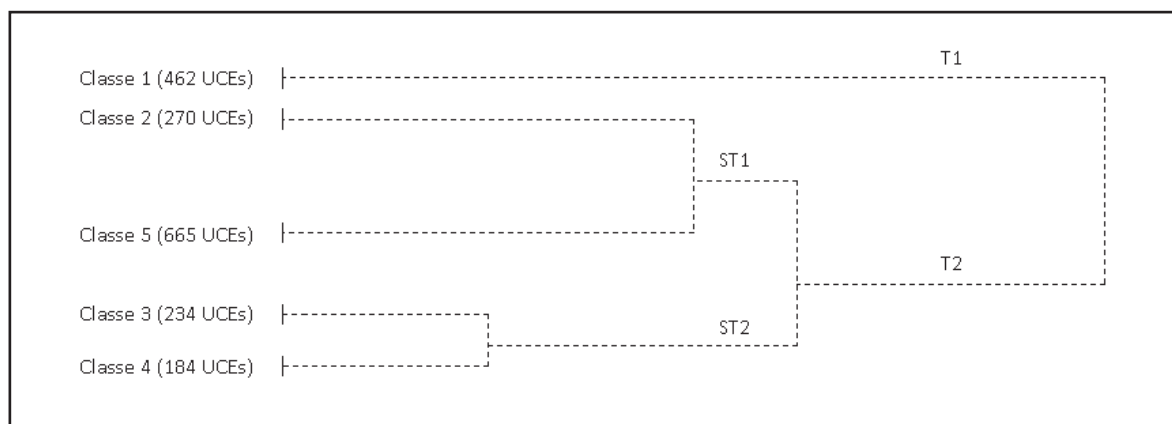 T1
Classe 1 (462 UCEs)
Classe 2 (270 UCEs)
ST1
Classe 5 (665 UCEs)
T2
Classe 3 (234 UCEs)
ST2
Classe 4 (184 UCEs)